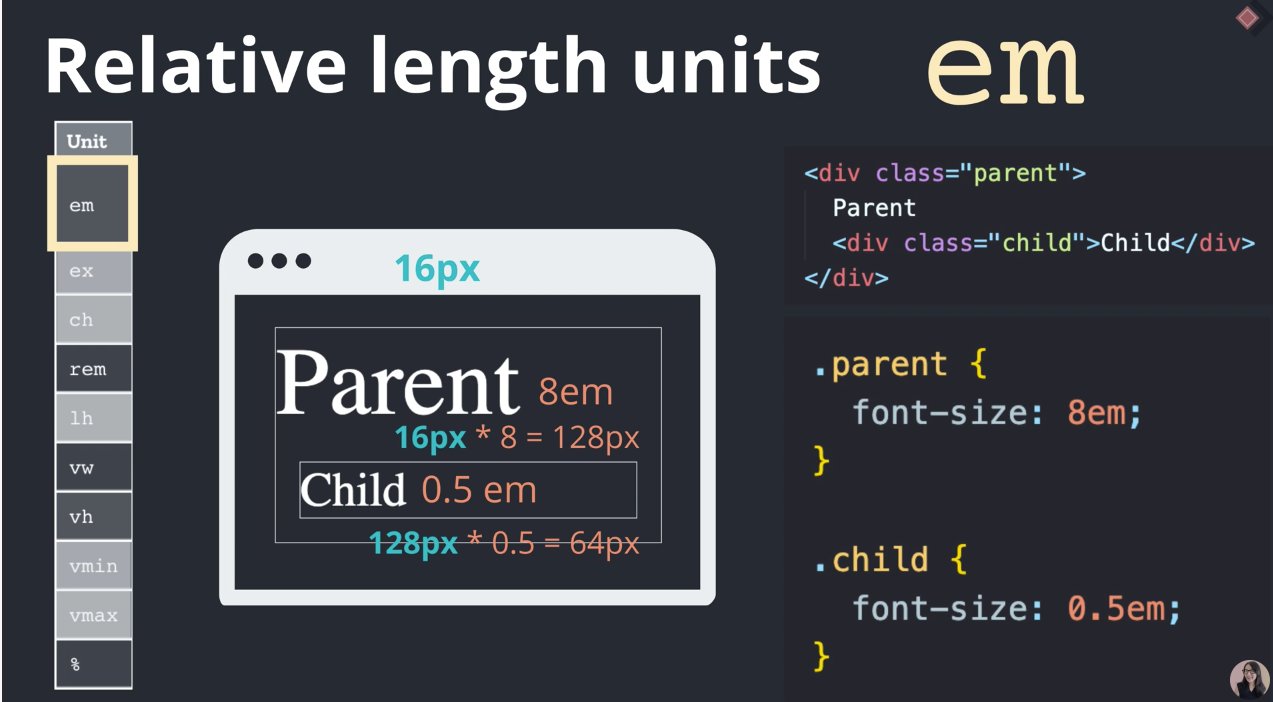 Relative length units em
Unit
em
ex
ch
rem
lh
vw
vh
vmin
vmax
%
16px
Parent 8em
16px * 8 = 128px
Child 0.5 em
128px * 0.5 = 64px
<div class="parent">
Parent
<div class="child">Child</div>
</div>
.parent {
font-size: 8em;
}
.child {
font-size: 0.5em;
}